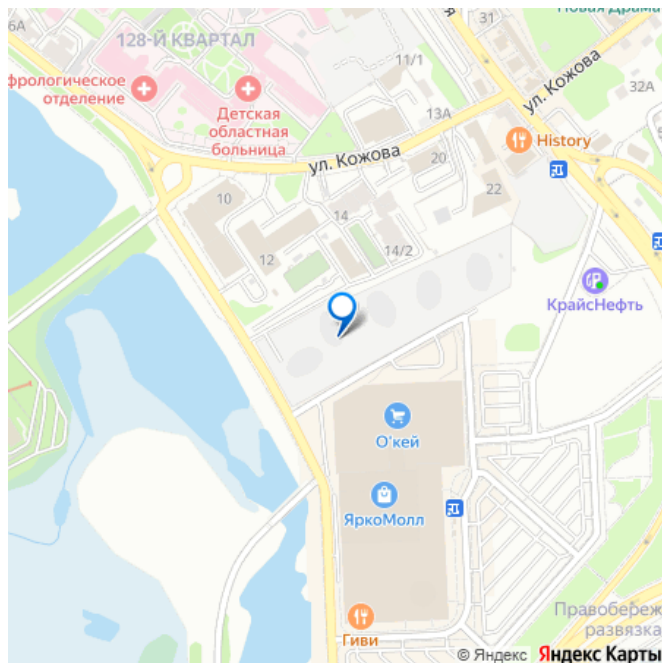 6А
31
Новая Драма
128-Й КВАРТАЛ
11/1
ул. Кожова
32А
фрологическое
отделение
Детская
областная
больница
13А
ул. Кожова
20
History
22
10
14
14/2
12
КрайсНефть
О'кей
ЯркоМолл
Гиви
Правобереж
развязка
© Яндекс Яндекс Карты